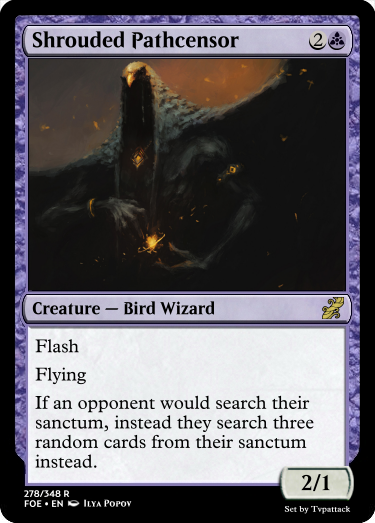 Shrouded Pathcensor 2
Creature — Bird Wizard
Flash
Flying
If an opponent would search their
sanctum, instead they search three
random cards from their sanctum
instead.
2/1
278/348 R
FOE • EN Ilya Popov
Set by Tvpattack